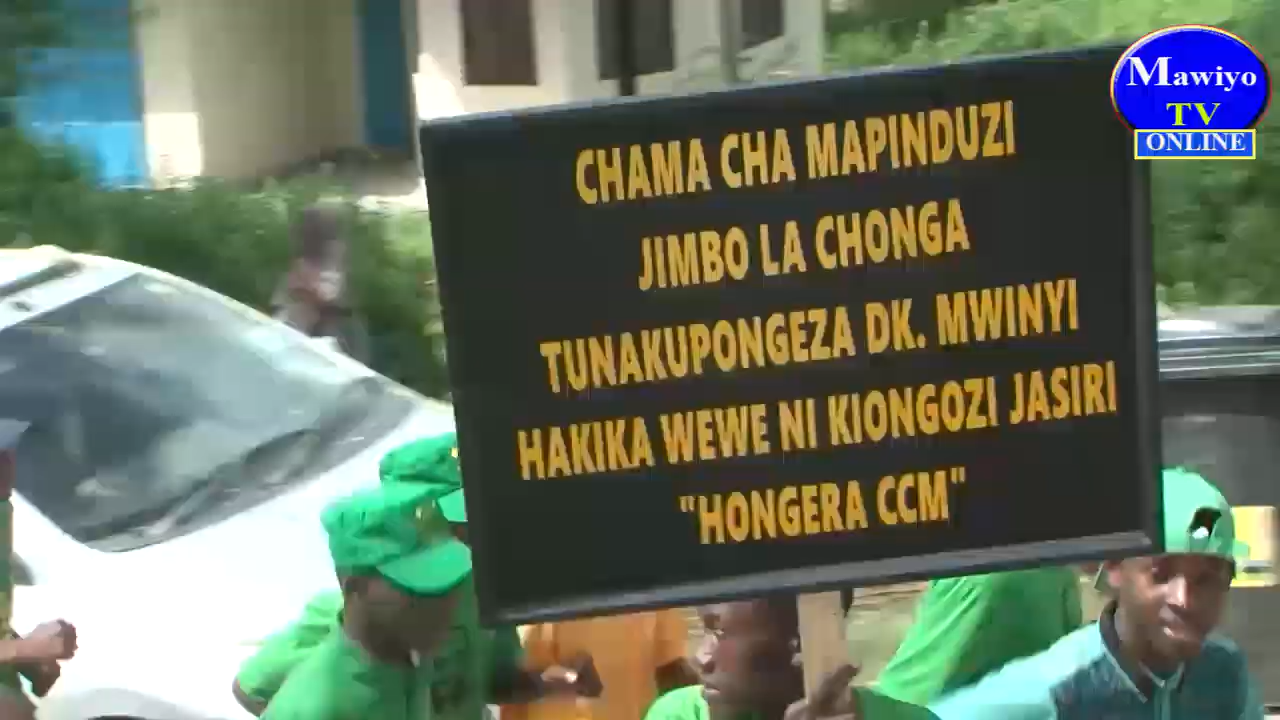 Mawiyo
TV
ONLINE
CHAMA CHA MAPINDUZI
JIMBO LA CHONGA
TUNAKUPONGEZA DK. MWINYI
HAKIKA WEWE NI KIONGOZI JASIRI
"HONGERA CCM"